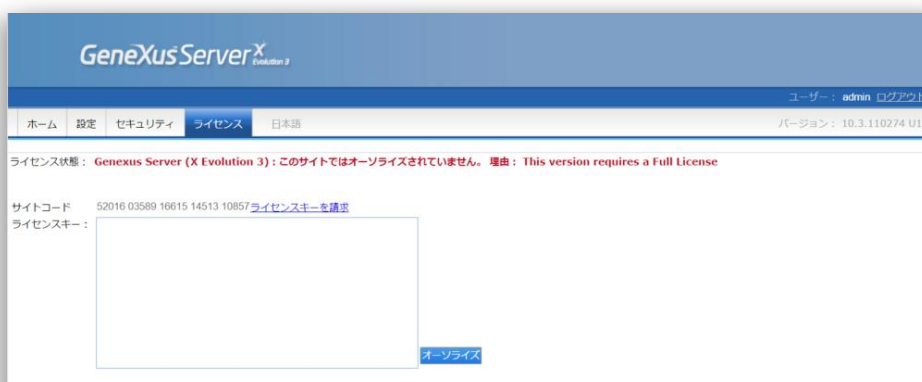 GeneXus Server X
Evolution 3
ユーザー： admin ログアウト
ホーム 設定 セキュリティ ライセンス 日本語 バージョン： 10.3.110274 U1
ライセンス状態： Genexus Server (X Evolution 3)：このサイトではオーソライズされていません。 理由： This version requires a Full License
サイトコード 52016 03589 16615 14513 10857 ライセンスキーを請求
ライセンスキー：
オーソライズ